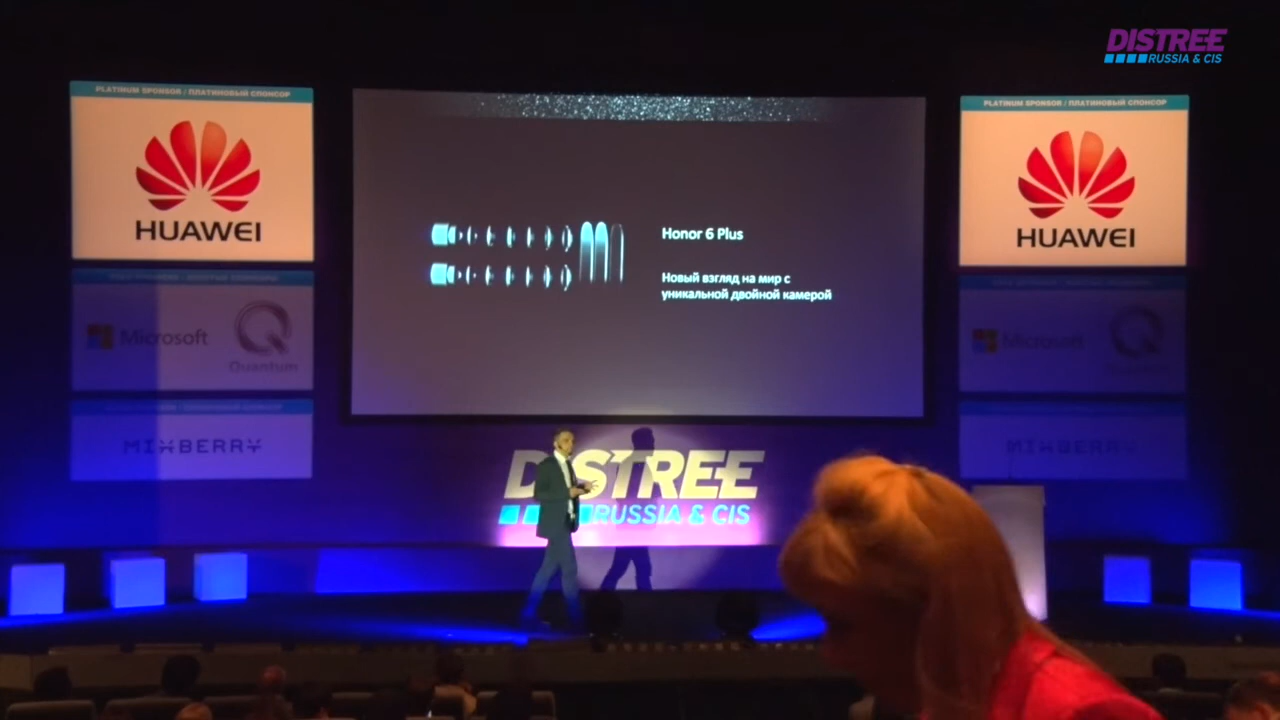 DISTREE
RUSSIA & CIS
PLATINUM SPONSOR / ПЛАТИНОВЫЙ СПОНСОР
HUAWEI
Microsoft
Quantum
MIXBERRY
Honor 6 Plus
Новый взгляд на мир с
уникальной двойной камерой
DISTREE
RUSSIA & CIS
PLATINUM SPONSOR / ПЛАТИНОВЫЙ СПОНСОР
HUAWEI
Microsoft
MIXBERRY